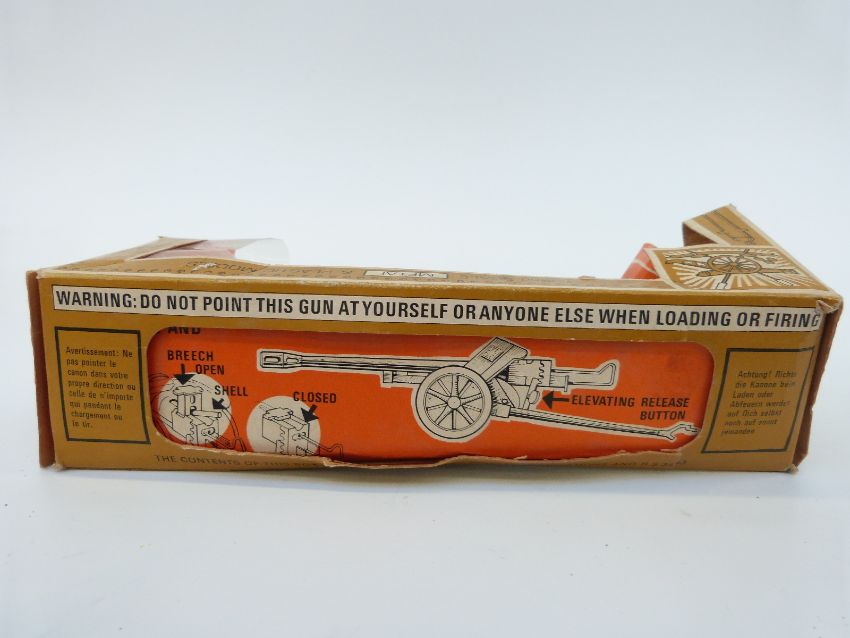 METAL
WARNING: DO NOT POINT THIS GUN AT YOURSELF OR ANYONE ELSE WHEN LOADING OR FIRING
Avertissement: Ne
pas pointer le
canon dans votre
propre direction ou
celle de n'importe
qui pendant le
chargement ou
le tir.
AND
BREECH
OPEN
SHELL
CLOSED
ELEVATING RELEASE
BUTTON
Achtung! Richte
die Kanone beim
Laden oder
Abfeuern weder
auf Dich selbst
noch auf sonst
jemanden
THE CONTENTS OF THIS BOX